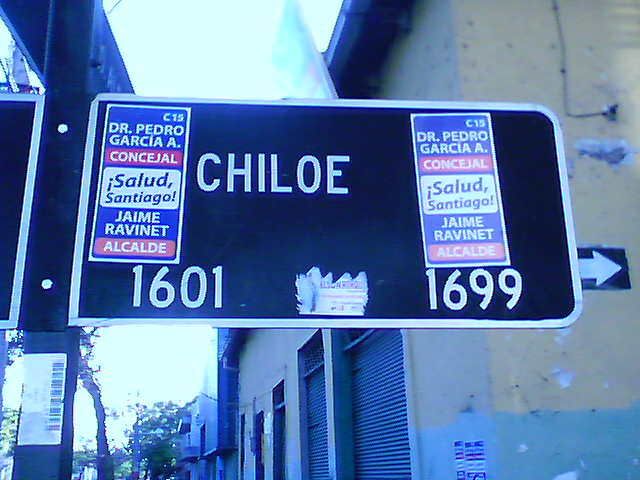 C15
DR. PEDRO
GARCÍA A.
CONCEJAL
¡Salud,
Santiago!
JAIME
RAVINET
ALCALDE
CHILOE
C15
DR. PEDRO
GARCÍA A.
CONCEJAL
¡Salud,
Santiago!
JAIME
RAVINET
ALCALDE
1601
1699